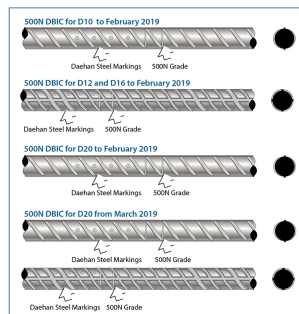 500N DBIC for D10 to February 2019
Daehan Steel Markings 500N Grade
500N DBIC for D12 and D16 to February 2019
Daehan Steel Markings 500N Grade
500N DBIC for D20 to February 2019
Daehan Steel Markings 500N Grade
500N DBIC for D20 from March 2019
Daehan Steel Markings 500N Grade
Daehan Steel Markings 500N Grade